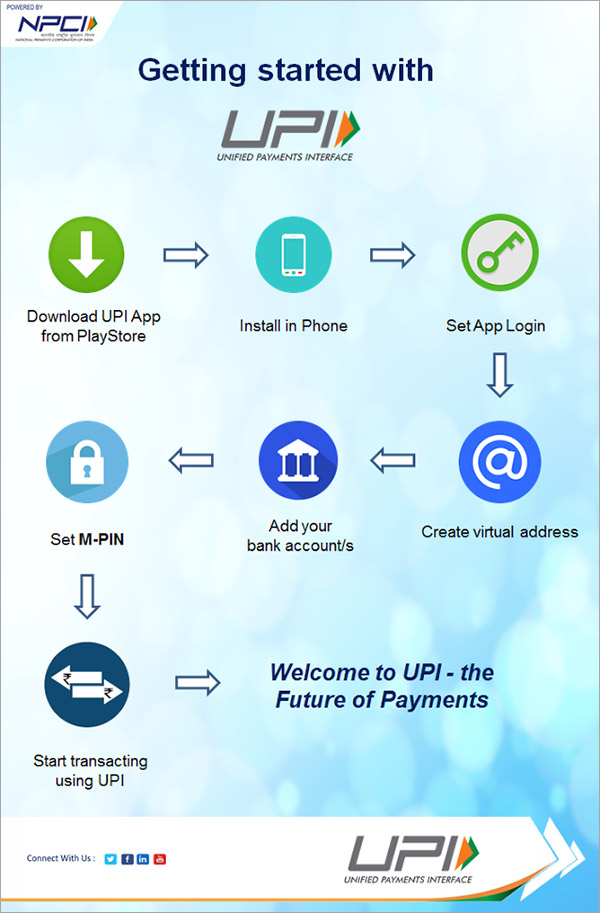 POWERED BY
NPCI
भारतीय राष्ट्रीय भुगतान निगम
NATIONAL PAYMENTS CORPORATION OF INDIA
Getting started with
UPI
UNIFIED PAYMENTS INTERFACE
Download UPI App
from PlayStore
Install in Phone
Set App Login
Set M-PIN
Add your
bank account/s
Create virtual address
₹
₹
Start transacting
using UPI
Welcome to UPI - the
Future of Payments
Connect With Us :
UPI
UNIFIED PAYMENTS INTERFACE